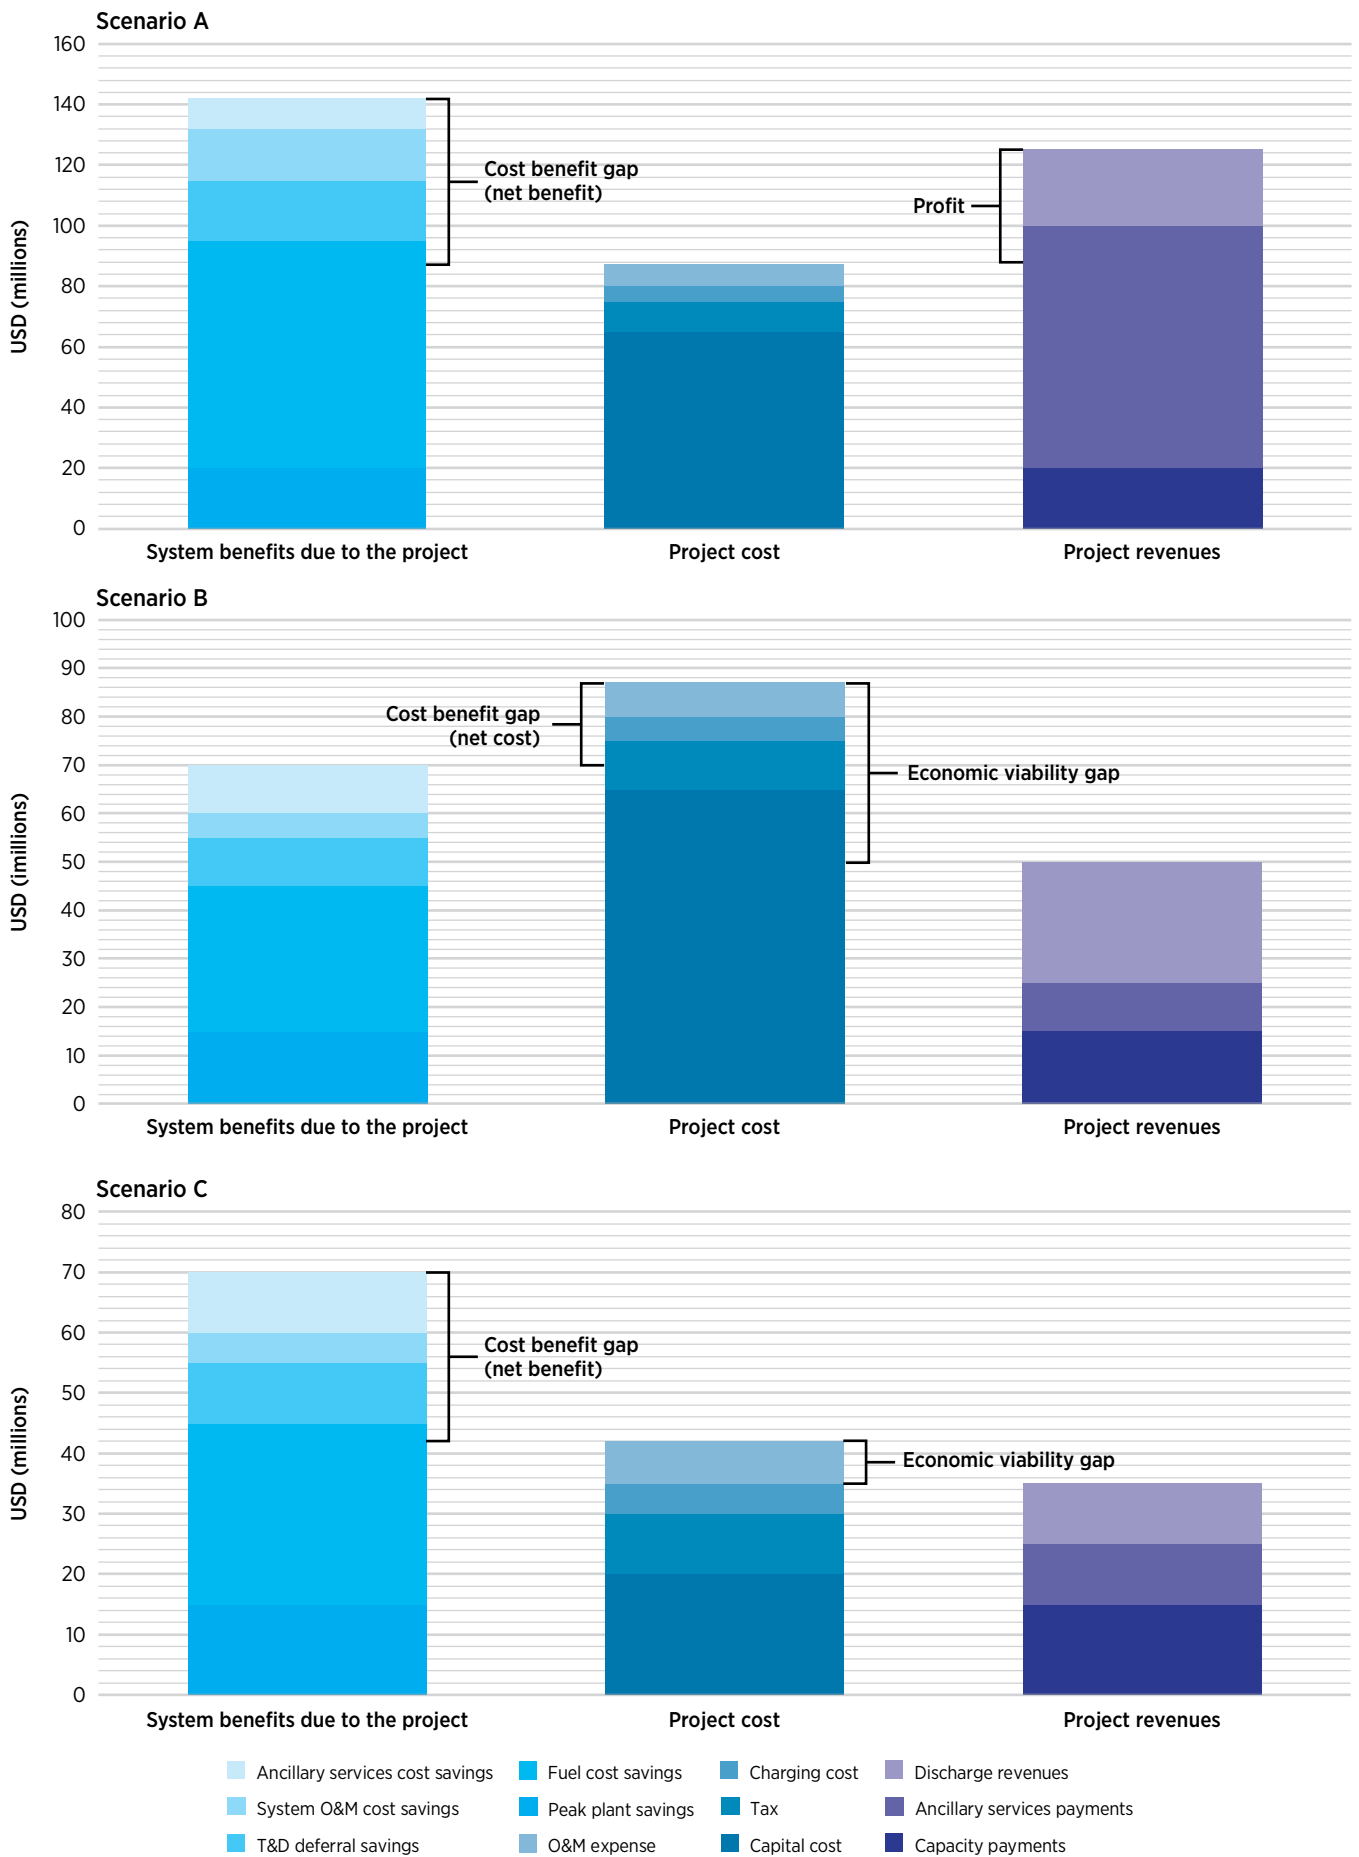 Scenario A
160
140
120
100
80
60
40
20
0
USD (millions)
Cost benefit gap
(net benefit)
Profit
System benefits due to the project
Project cost
Project revenues
Scenario B
100
90
80
70
60
50
40
30
20
10
0
USD (imillions)
Cost benefit gap
(net cost)
Economic viability gap
System benefits due to the project
Project cost
Project revenues
Scenario C
80
70
60
50
40
30
20
10
0
USD (millions)
Cost benefit gap
(net benefit)
Economic viability gap
System benefits due to the project
Project cost
Project revenues
Ancillary services cost savings
Fuel cost savings
Charging cost
Discharge revenues
System O&M cost savings
Peak plant savings
Tax
Ancillary services payments
T&D deferral savings
O&M expense
Capital cost
Capacity payments